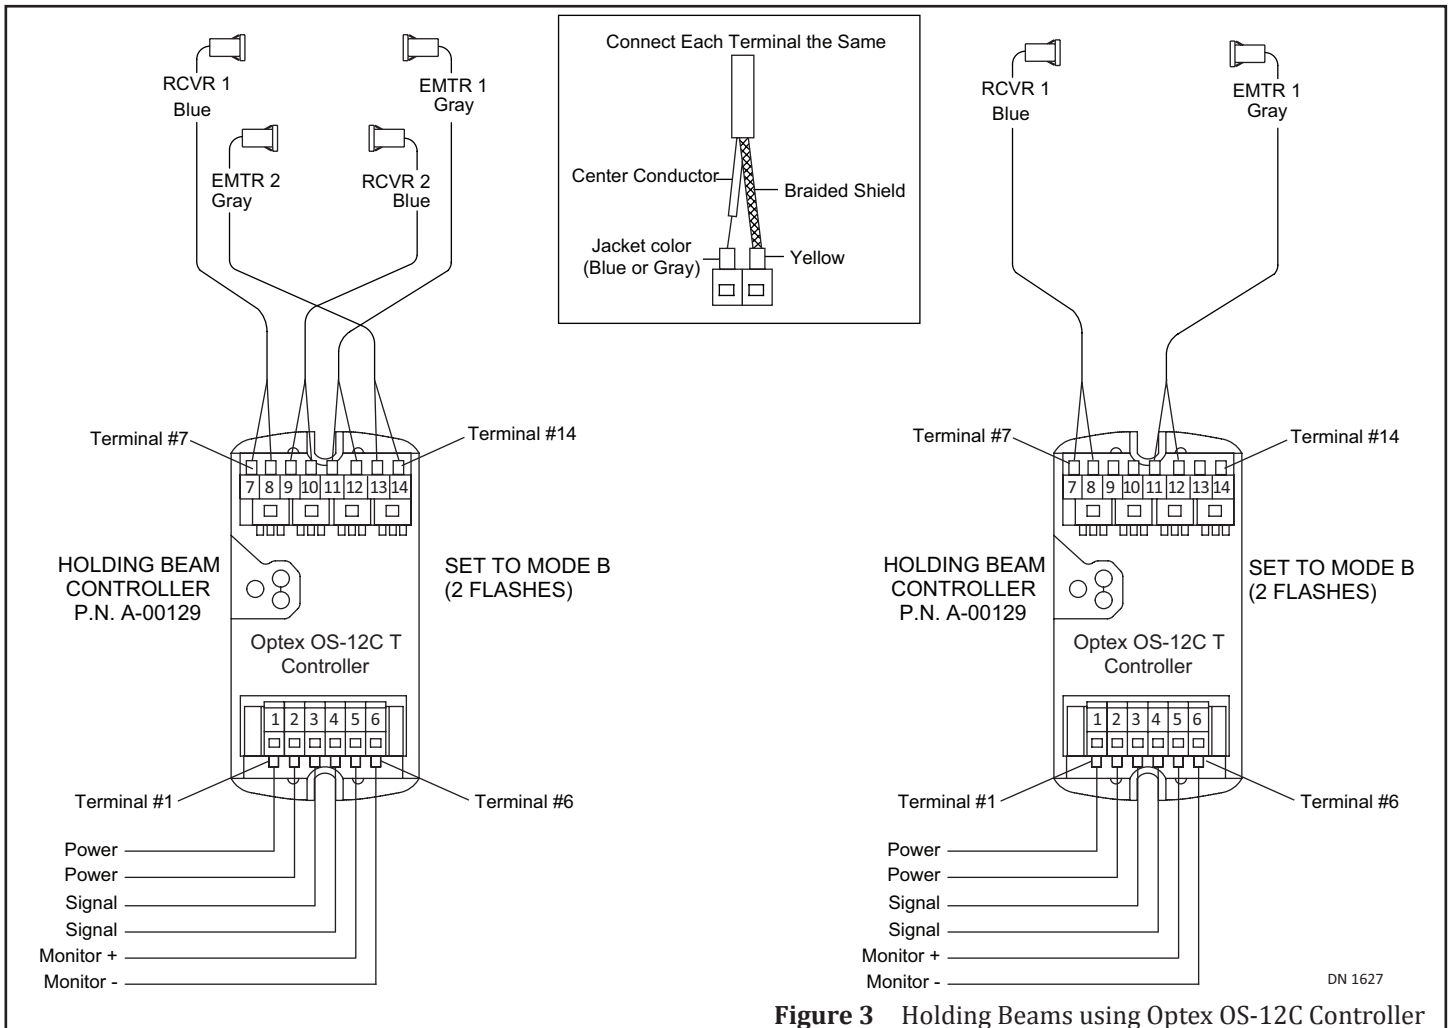 RCVR 1
Blue
EMTR 1
Gray
EMTR 2
Gray
RCVR 2
Blue
Terminal #7
Terminal #14
7 8 9 10 11 12 13 14
HOLDING BEAM
CONTROLLER
P.N. A-00129
SET TO MODE B
(2 FLASHES)
Optex OS-12C T
Controller
1 2 3 4 5 6
Terminal #1
Terminal #6
Power
Power
Signal
Signal
Monitor +
Monitor -
Connect Each Terminal the Same
Center Conductor
Braided Shield
Jacket color
(Blue or Gray)
Yellow
RCVR 1
Blue
EMTR 1
Gray
Terminal #7
Terminal #14
7 8 9 10 11 12 13 14
HOLDING BEAM
CONTROLLER
P.N. A-00129
SET TO MODE B
(2 FLASHES)
Optex OS-12C T
Controller
1 2 3 4 5 6
Terminal #1
Terminal #6
Power
Power
Signal
Signal
Monitor +
Monitor -
DN 1627
Figure 3 Holding Beams using Optex OS-12C Controller